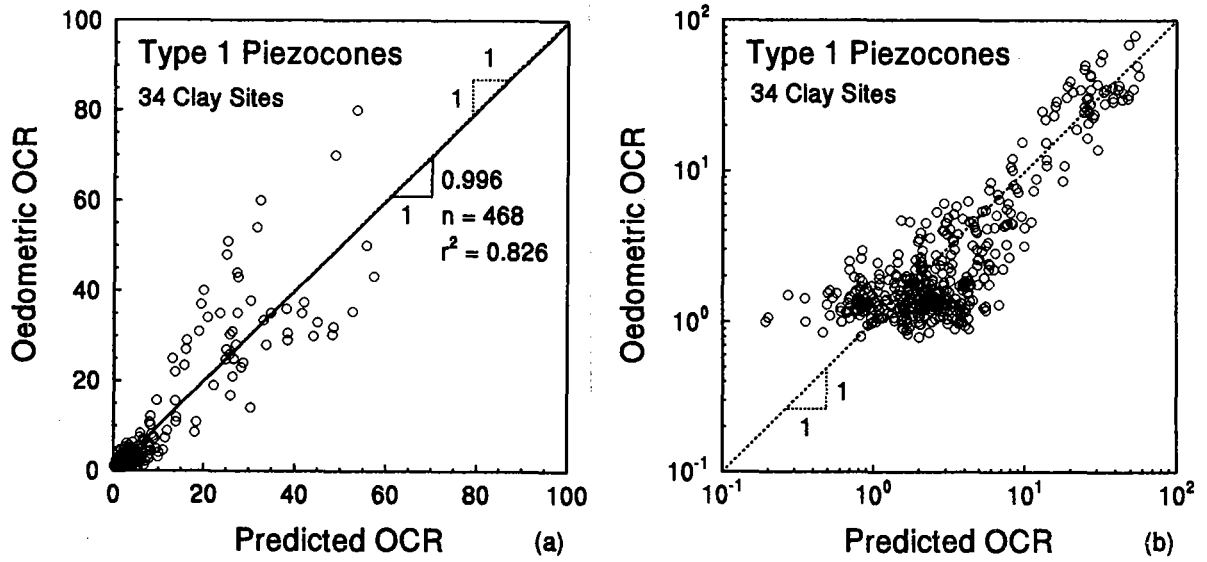 100
80
60
40
20
0
Oedometric OCR
Type 1 Piezocones
34 Clay Sites
1
1
0.996
1
n = 468
r² = 0.826
0
20
40
60
80
100
Predicted OCR
(a)
10²
10¹
10⁰
10⁻¹
Oedometric OCR
Type 1 Piezocones
34 Clay Sites
1
1
10⁻¹
10⁰
10¹
10²
Predicted OCR
(b)